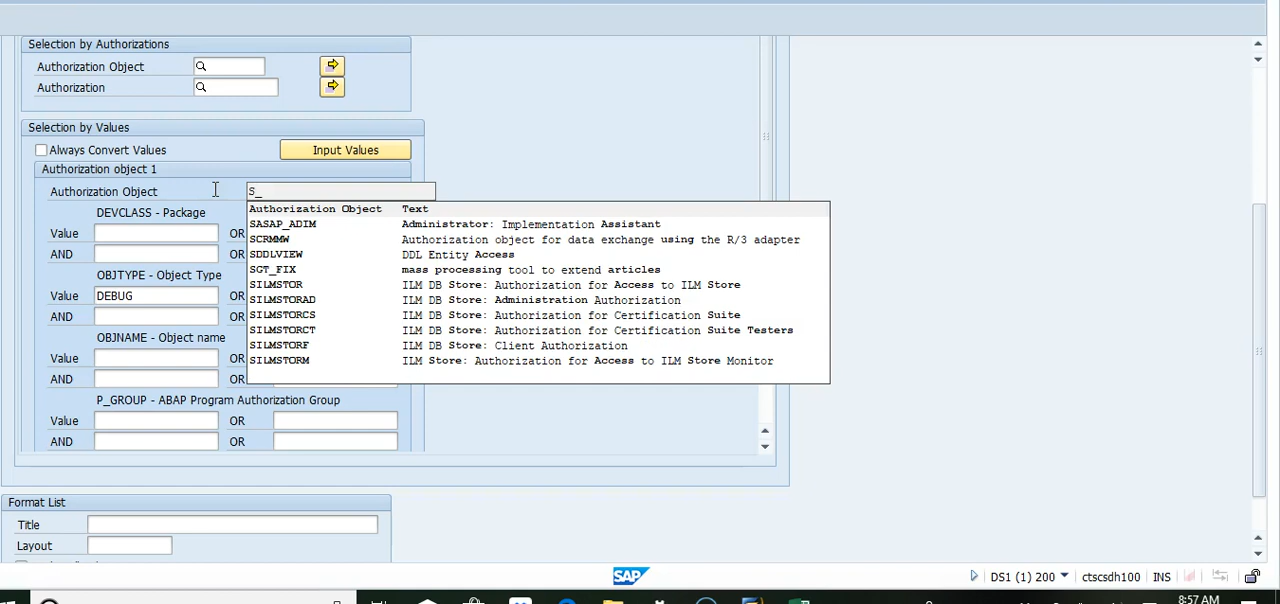 Selection by Authorizations
Authorization Object
Authorization
Selection by Values
Always Convert Values
Input Values
Authorization object 1
Authorization Object
S_
DEVCLASS - Package
Authorization Object Text
Value
OR
SASAP_ADIM Administrator: Implementation Assistant
SCRMMW Authorization object for data exchange using the R/3 adapter
AND
OR
SDDLVIEW DDL Entity Access
OBJTYPE - Object Type
SGT_FIX mass processing tool to extend articles
SILMSTOR ILM DB Store: Authorization for Access to ILM Store
Value DEBUG
OR
SILMSTORAD ILM DB Store: Administration Authorization
AND
OR
SILMSTORCS ILM DB Store: Authorization for Certification Suite
SILMSTORCT ILM DB Store: Authorization for Certification Suite Testers
OBJNAME - Object name
SILMSTORF ILM DB Store: Client Authorization
Value
OR
SILMSTORM ILM Store: Authorization for Access to ILM Store Monitor
AND
OR
P_GROUP - ABAP Program Authorization Group
Value
OR
AND
OR
Format List
Title
Layout
SAP
DS1 (1) 200
ctscsdh100
INS
8:57 AM